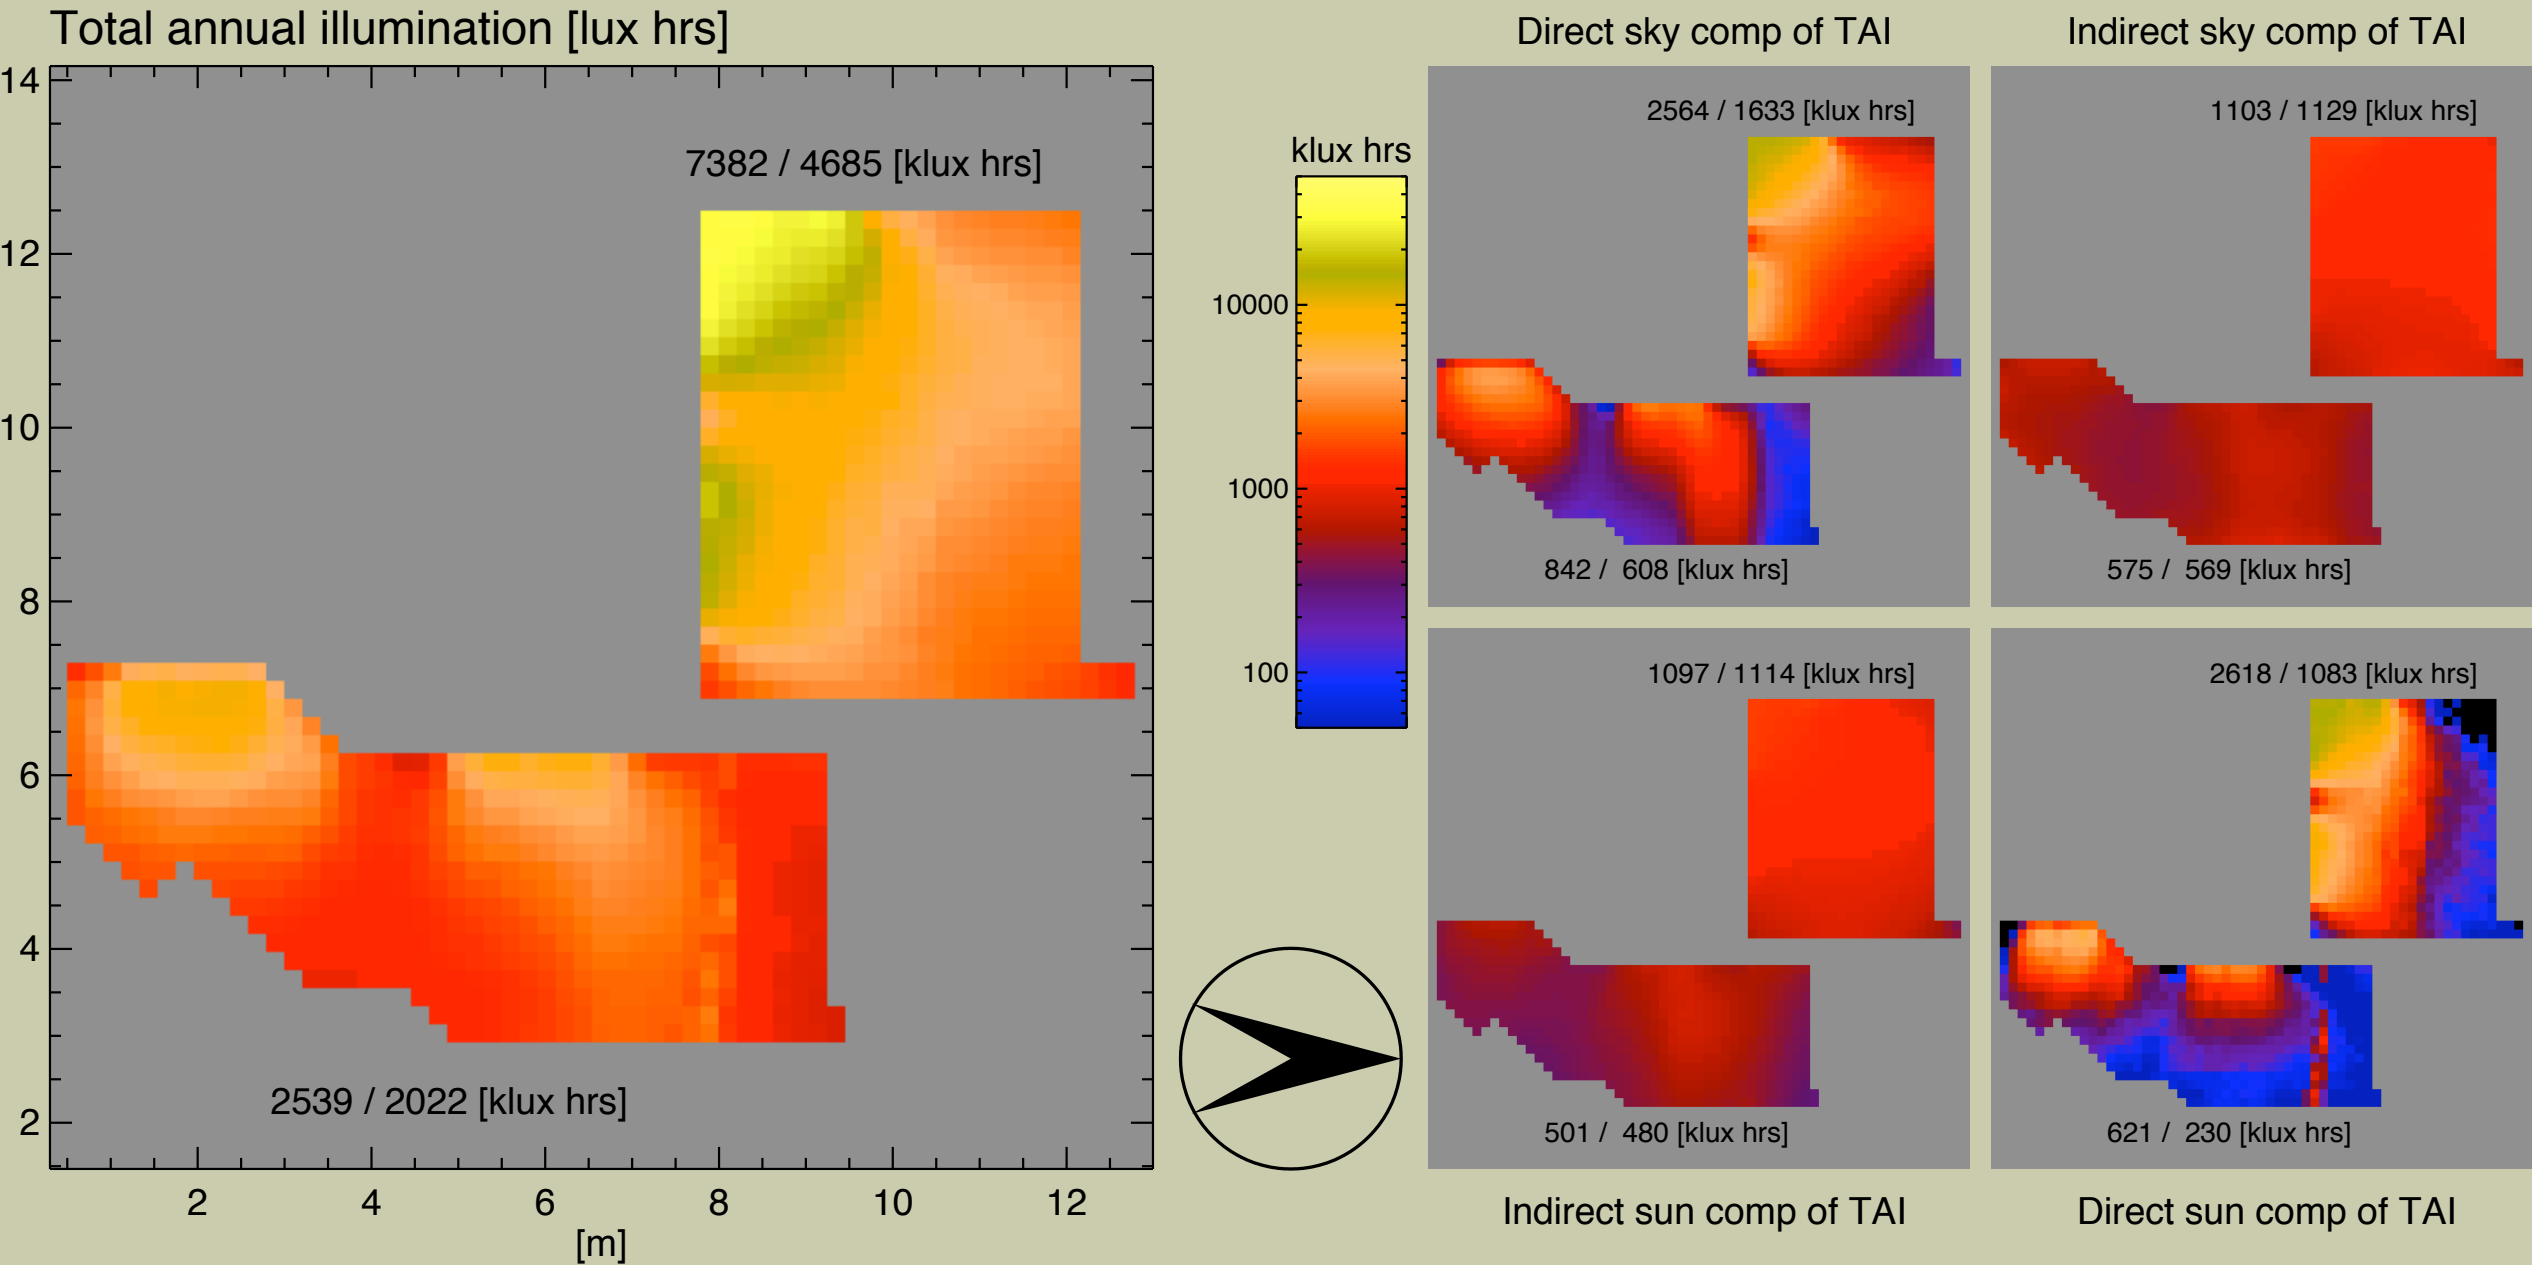 Total annual illumination [lux hrs]
14
12
10
8
6
4
2
7382 / 4685 [klux hrs]
2539 / 2022 [klux hrs]
2 4 6 8 10 12
[m]
klux hrs
10000
1000
100
Direct sky comp of TAI
2564 / 1633 [klux hrs]
842 / 608 [klux hrs]
Indirect sky comp of TAI
1103 / 1129 [klux hrs]
575 / 569 [klux hrs]
1097 / 1114 [klux hrs]
501 / 480 [klux hrs]
Indirect sun comp of TAI
2618 / 1083 [klux hrs]
621 / 230 [klux hrs]
Direct sun comp of TAI